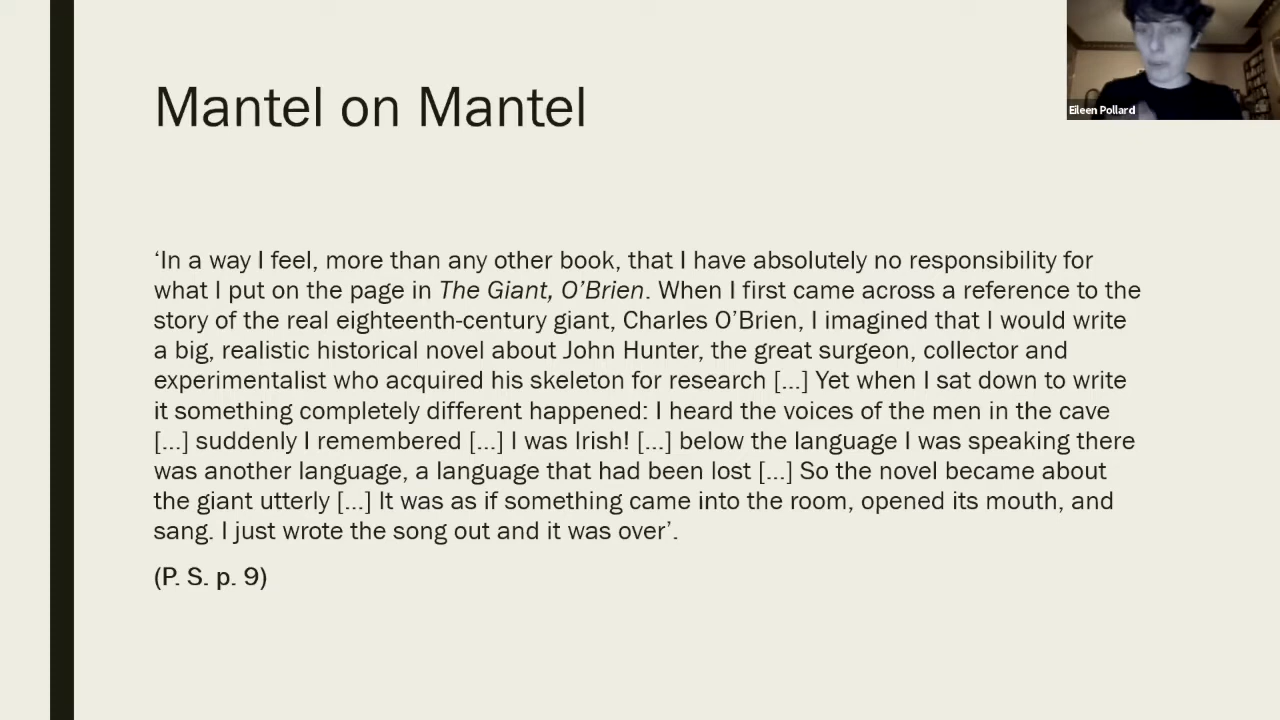 Mantel on Mantel
Eileen Pollard
‘In a way I feel, more than any other book, that I have absolutely no responsibility for
what I put on the page in The Giant, O’Brien. When I first came across a reference to the
story of the real eighteenth-century giant, Charles O’Brien, I imagined that I would write
a big, realistic historical novel about John Hunter, the great surgeon, collector and
experimentalist who acquired his skeleton for research [...] Yet when I sat down to write
it something completely different happened: I heard the voices of the men in the cave
[...] suddenly I remembered [...] I was Irish! [...] below the language I was speaking there
was another language, a language that had been lost [...] So the novel became about
the giant utterly [...] It was as if something came into the room, opened its mouth, and
sang. I just wrote the song out and it was over’.
(P. S. p. 9)